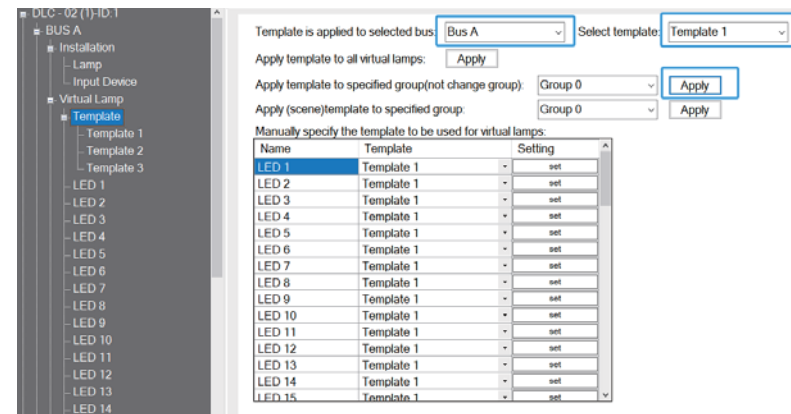 DLC - 02 (1)-ID:1
BUS A
Installation
Lamp
Input Device
Virtual Lamp
Template
Template 1
Template 2
Template 3
LED 1
LED 2
LED 3
LED 4
LED 5
LED 6
LED 7
LED 8
LED 9
LED 10
LED 11
LED 12
LED 13
LED 14
Template is applied to selected bus: Bus A Select template: Template 1
Apply template to all virtual lamps: Apply
Apply template to specified group(not change group): Group 0 Apply
Apply (scene)template to specified group: Group 0 Apply
Manually specify the template to be used for virtual lamps:
Name Template Setting
LED 1 Template 1 set
LED 2 Template 1 set
LED 3 Template 1 set
LED 4 Template 1 set
LED 5 Template 1 set
LED 6 Template 1 set
LED 7 Template 1 set
LED 8 Template 1 set
LED 9 Template 1 set
LED 10 Template 1 set
LED 11 Template 1 set
LED 12 Template 1 set
LED 13 Template 1 set
LED 14 Template 1 set
LED 15 Template 1 set